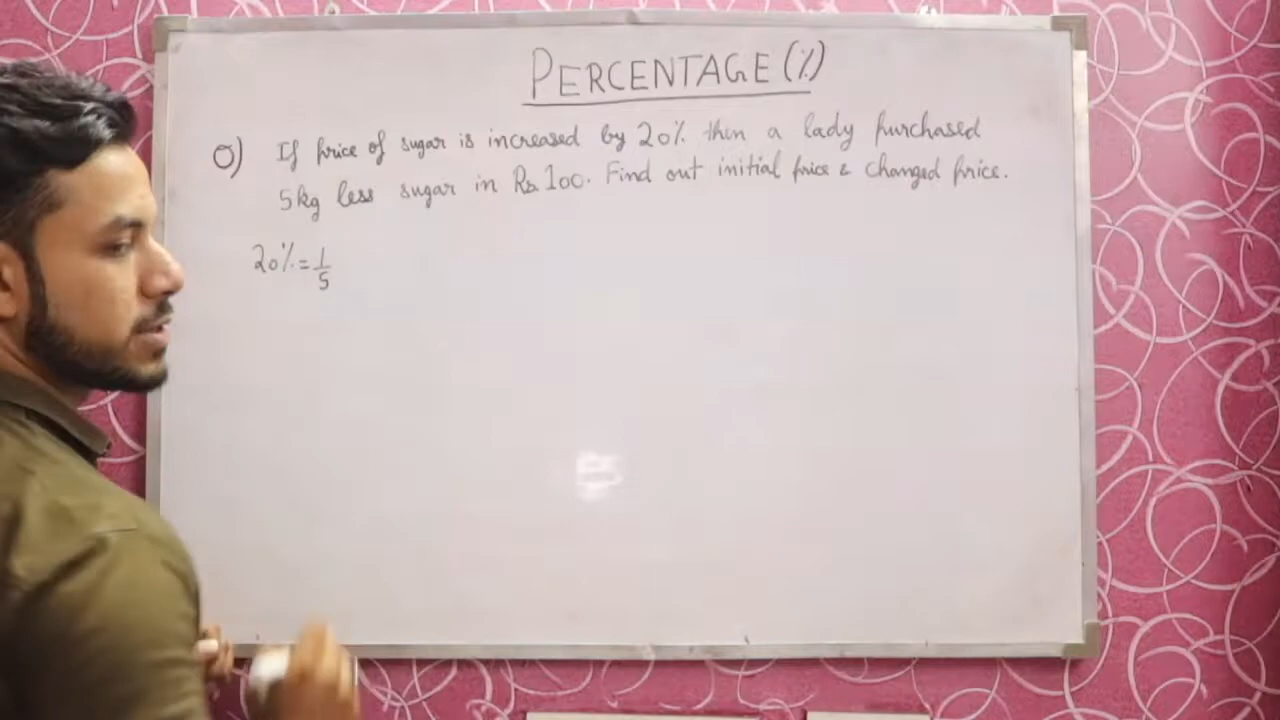 PERCENTAGE (%)
Q) If price of sugar is increased by 20% then a lady purchased
5kg less sugar in Rs 100. Find out initial price & changed price.
20% = 1/5